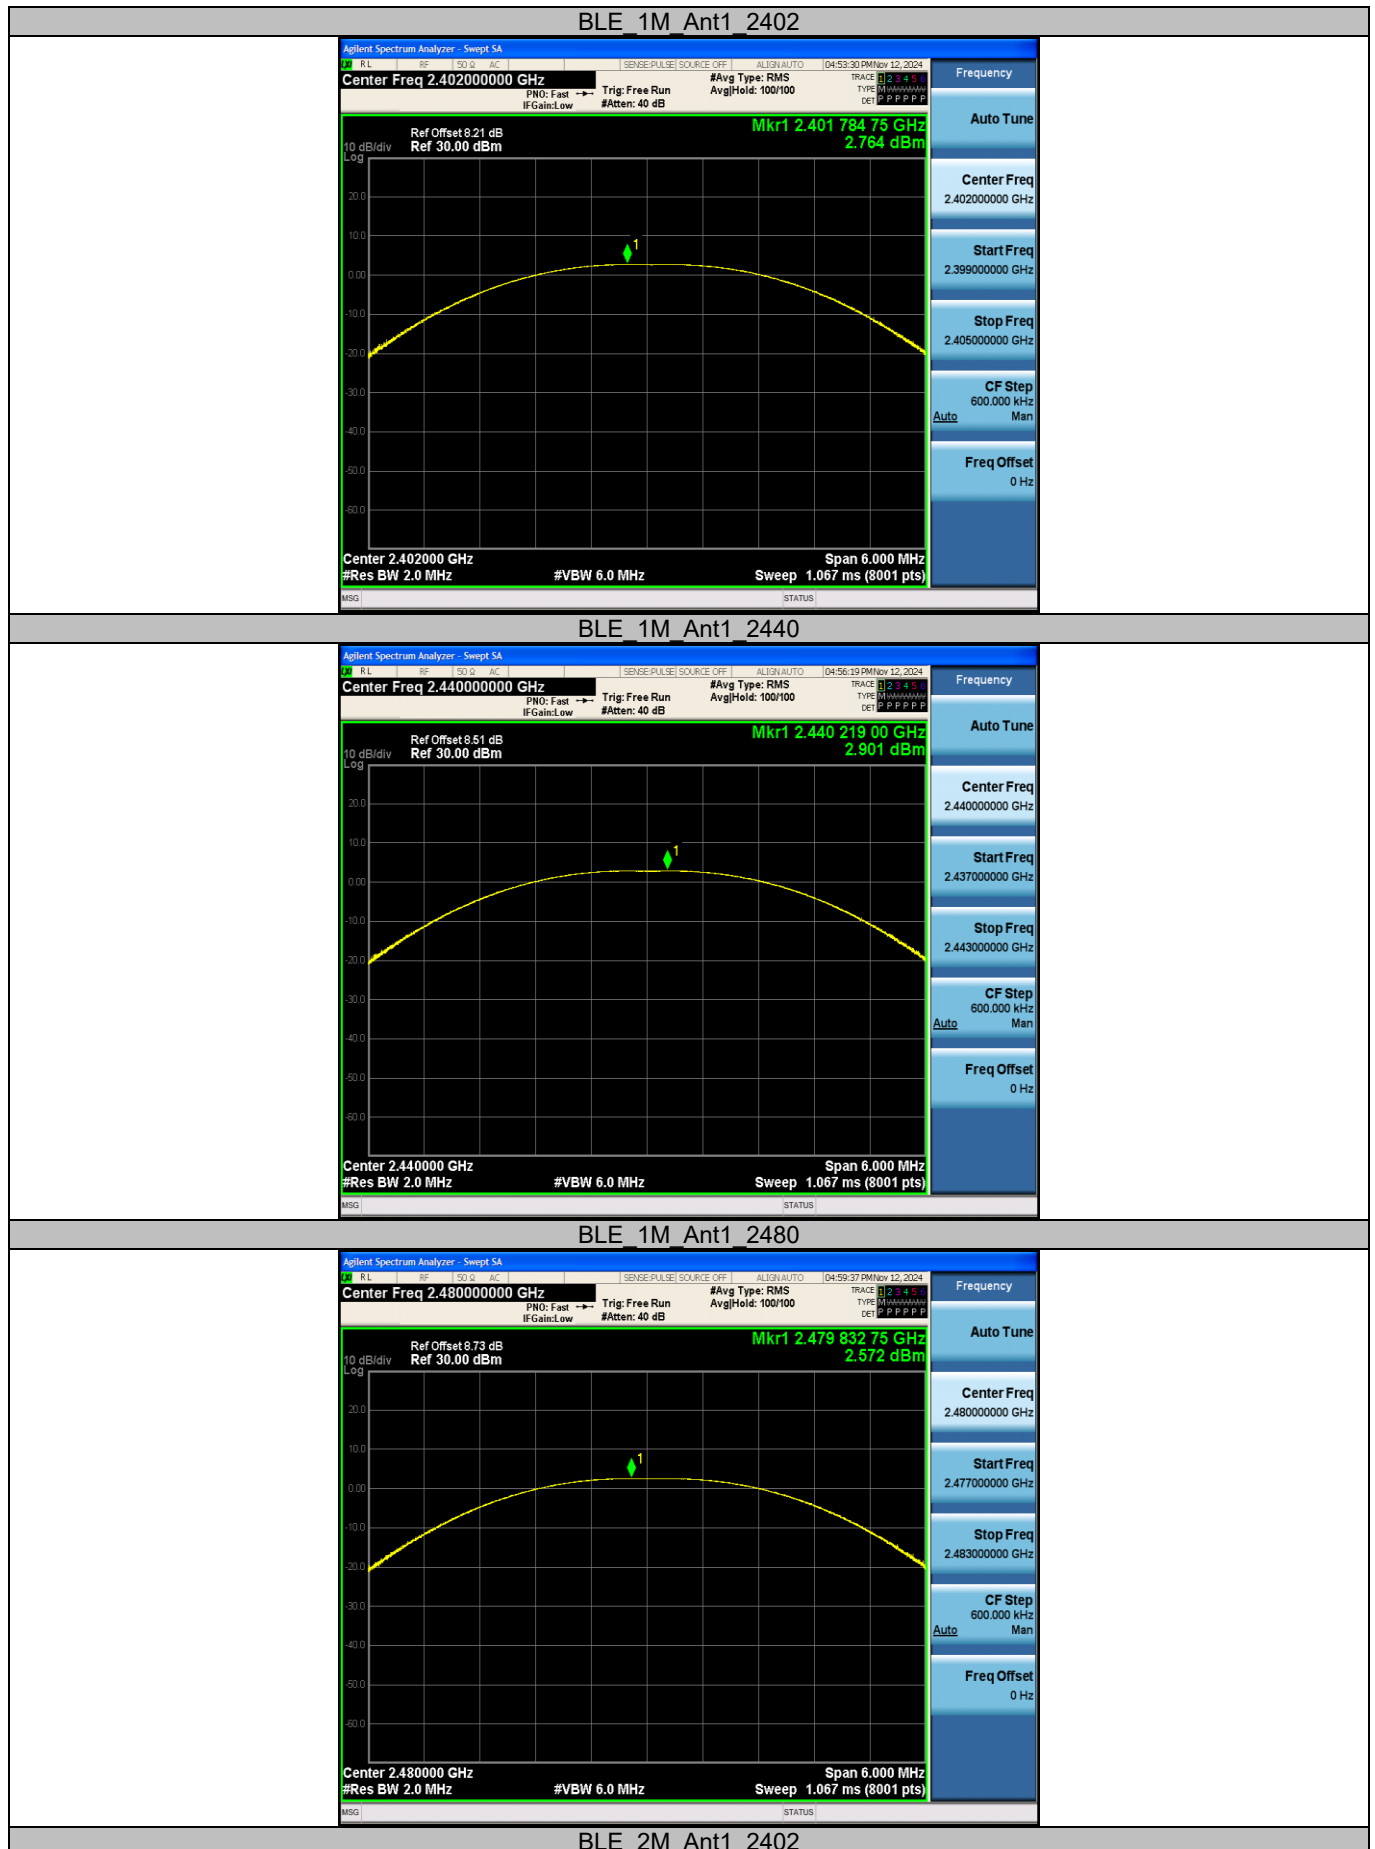 BLE_1M_Ant1_2402
Agilent Spectrum Analyzer - Swept SA
RL RF 50 Ω AC SENSE:PULSE SOURCE OFF ALIGN AUTO 04:53:30 PM Nov 12, 2024
Center Freq 2.402000000 GHz #Avg Type: RMS TRACE 1 2 3 4 5 6
PNO: Fast Trig: Free Run Avg|Hold: 100/100 TYPE M
IFGain:Low #Atten: 40 dB DET P P P P P P
Frequency
Mkr1 2.401 784 75 GHz
2.764 dBm
Ref Offset 8.21 dB
10 dB/div Ref 30.00 dBm
Log
20.0
10.0
1
0.00
-10.0
-20.0
-30.0
-40.0
-50.0
-60.0
Center 2.402000 GHz Span 6.000 MHz
#Res BW 2.0 MHz #VBW 6.0 MHz Sweep 1.067 ms (8001 pts)
MSG STATUS
Auto Tune
Center Freq
2.402000000 GHz
Start Freq
2.399000000 GHz
Stop Freq
2.405000000 GHz
CF Step
600.000 kHz
Auto Man
Freq Offset
0 Hz
BLE_1M_Ant1_2440
Agilent Spectrum Analyzer - Swept SA
RL RF 50 Ω AC SENSE:PULSE SOURCE OFF ALIGN AUTO 04:56:19 PM Nov 12, 2024
Center Freq 2.440000000 GHz #Avg Type: RMS TRACE 1 2 3 4 5 6
PNO: Fast Trig: Free Run Avg|Hold: 100/100 TYPE M
IFGain:Low #Atten: 40 dB DET P P P P P P
Frequency
Mkr1 2.440 219 00 GHz
2.901 dBm
Ref Offset 8.51 dB
10 dB/div Ref 30.00 dBm
Log
20.0
10.0
1
0.00
-10.0
-20.0
-30.0
-40.0
-50.0
-60.0
Center 2.440000 GHz Span 6.000 MHz
#Res BW 2.0 MHz #VBW 6.0 MHz Sweep 1.067 ms (8001 pts)
MSG STATUS
Auto Tune
Center Freq
2.440000000 GHz
Start Freq
2.437000000 GHz
Stop Freq
2.443000000 GHz
CF Step
600.000 kHz
Auto Man
Freq Offset
0 Hz
BLE_1M_Ant1_2480
Agilent Spectrum Analyzer - Swept SA
RL RF 50 Ω AC SENSE:PULSE SOURCE OFF ALIGN AUTO 04:59:37 PM Nov 12, 2024
Center Freq 2.480000000 GHz #Avg Type: RMS TRACE 1 2 3 4 5 6
PNO: Fast Trig: Free Run Avg|Hold: 100/100 TYPE M
IFGain:Low #Atten: 40 dB DET P P P P P P
Frequency
Mkr1 2.479 832 75 GHz
2.572 dBm
Ref Offset 8.73 dB
10 dB/div Ref 30.00 dBm
Log
20.0
10.0
1
0.00
-10.0
-20.0
-30.0
-40.0
-50.0
-60.0
Center 2.480000 GHz Span 6.000 MHz
#Res BW 2.0 MHz #VBW 6.0 MHz Sweep 1.067 ms (8001 pts)
MSG STATUS
Auto Tune
Center Freq
2.480000000 GHz
Start Freq
2.477000000 GHz
Stop Freq
2.483000000 GHz
CF Step
600.000 kHz
Auto Man
Freq Offset
0 Hz
BLE_2M_Ant1_2402